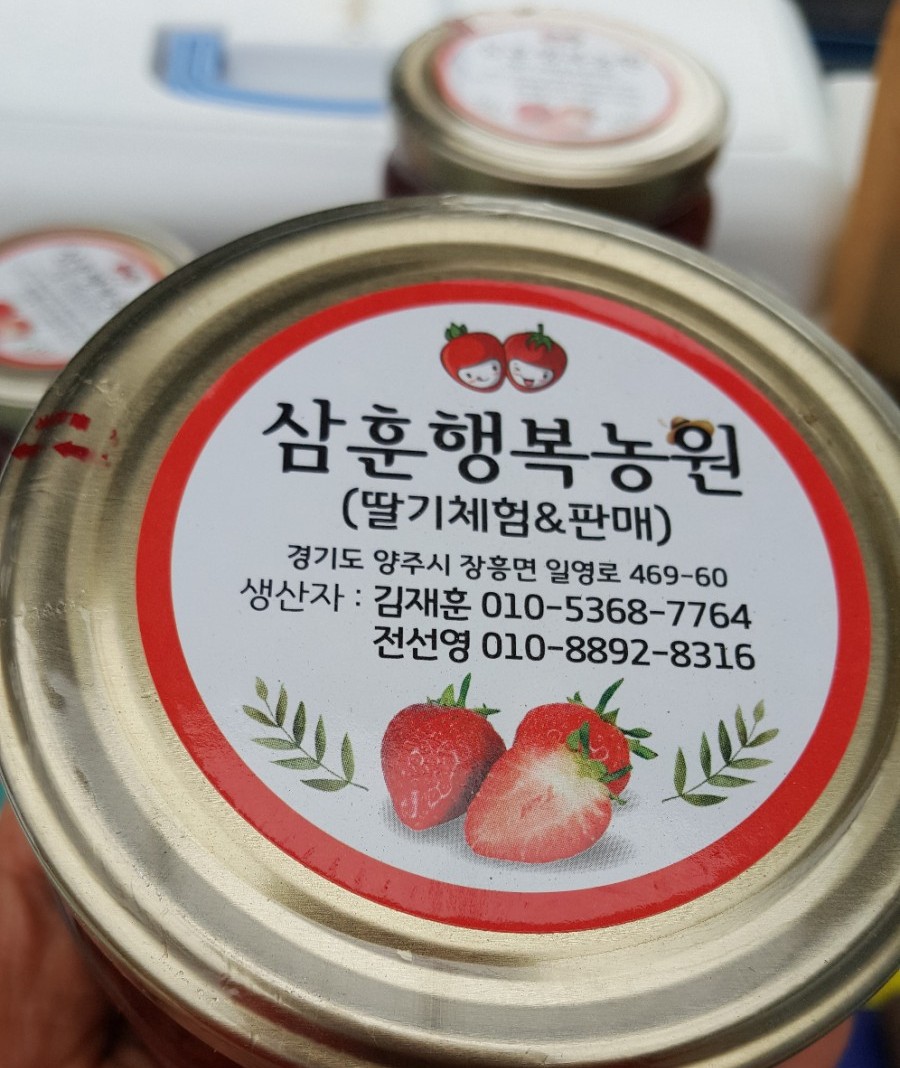 삼훈행복농원
(딸기체험&판매)
경기도 양주시 장흥면 일영로 469-60
생산자 : 김재훈 010-5368-7764
전선영 010-8892-8316